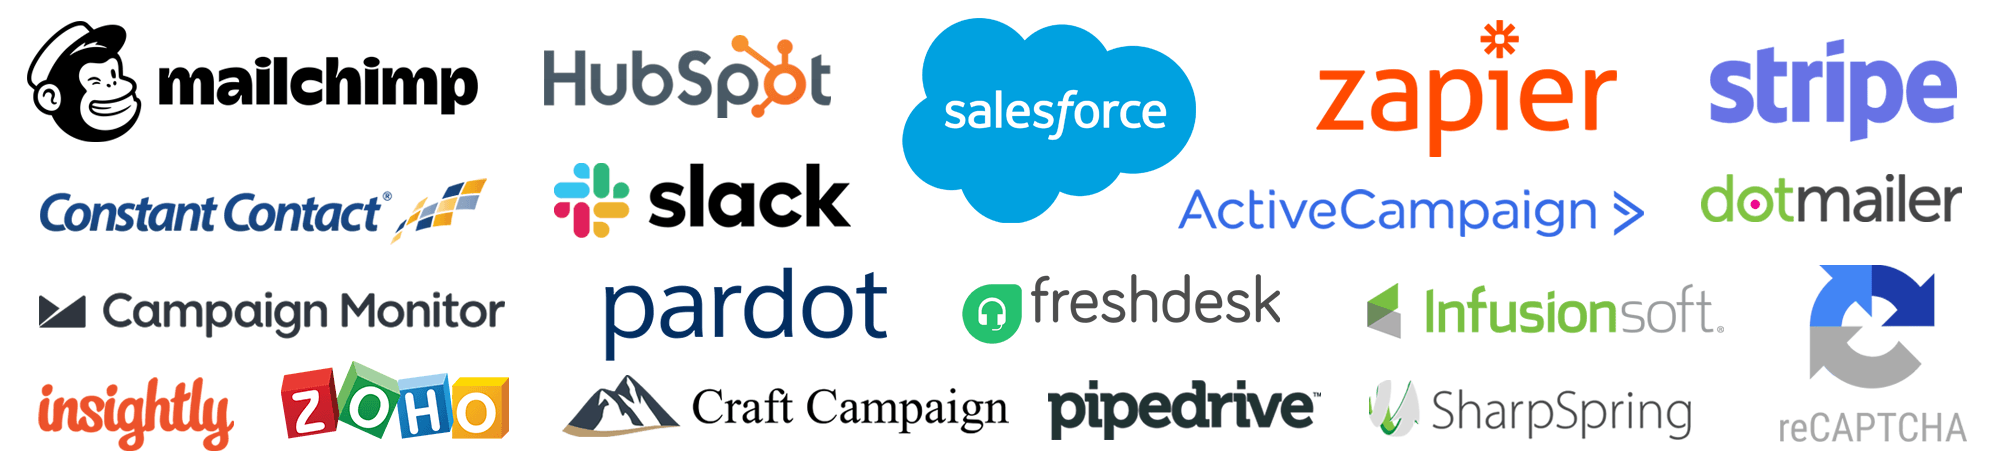 mailchimp
HubSpot
salesforce
zapier
stripe
Constant Contact®
slack
ActiveCampaign
dotmailer
Campaign Monitor
pardot
freshdesk
Infusionsoft®
insightly
ZOHO
Craft Campaign
pipedrive™
SharpSpring
reCAPTCHA